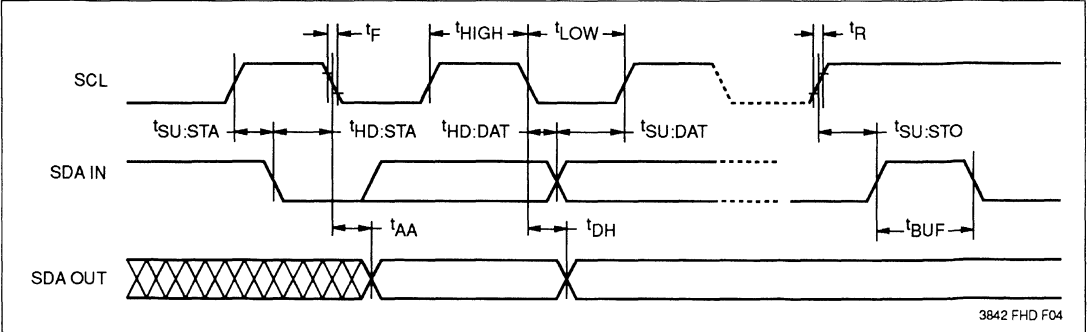 tF
tHIGH
tLOW
tR
SCL
tSU:STA
tHD:STA
tHD:DAT
tSU:DAT
tSU:STO
SDA IN
tAA
tDH
tBUF
SDA OUT
3842 FHD F04